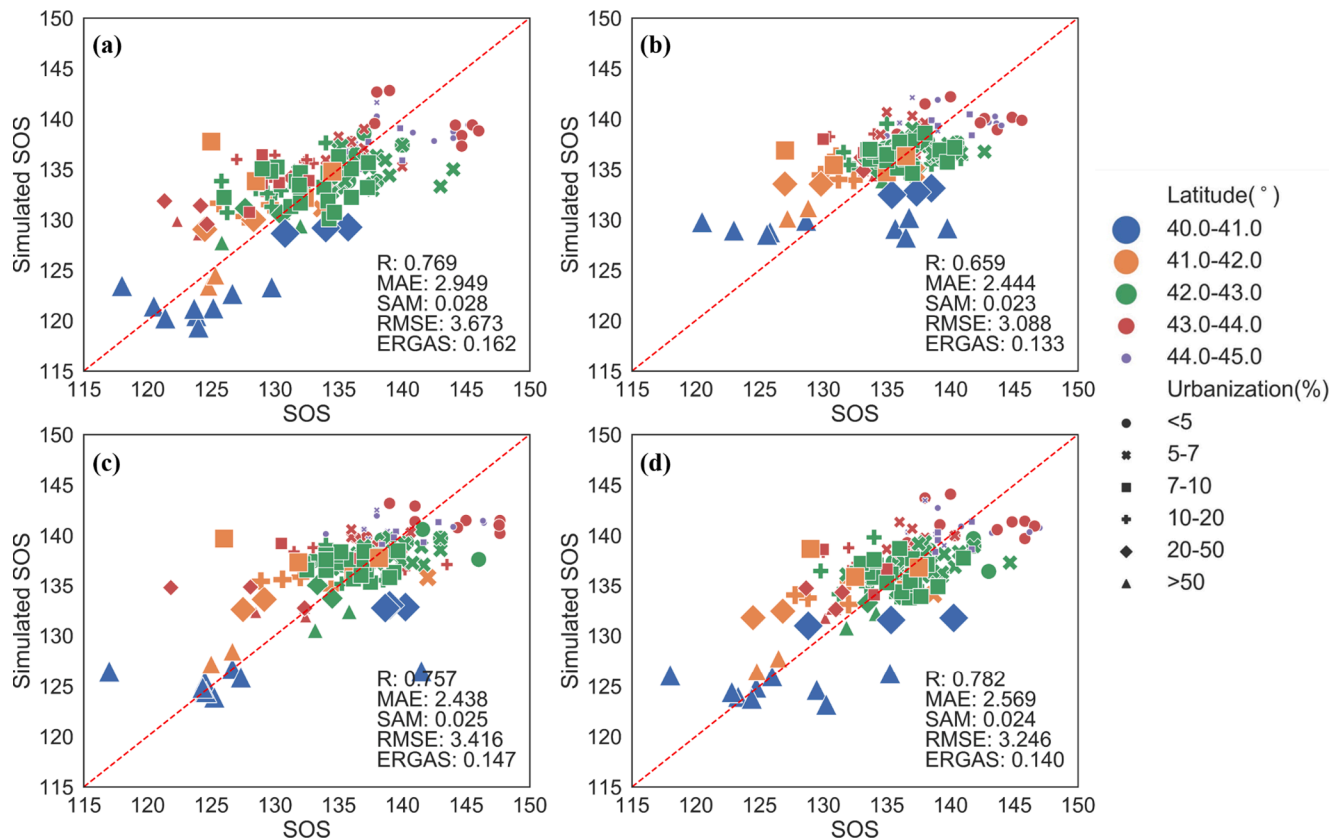 (a)
Simulated SOS
150
145
140
135
130
125
120
115
R: 0.769
MAE: 2.949
SAM: 0.028
RMSE: 3.673
ERGAS: 0.162
115 120 125 130 135 140 145 150
SOS
(b)
Simulated SOS
150
145
140
135
130
125
120
115
R: 0.659
MAE: 2.444
SAM: 0.023
RMSE: 3.088
ERGAS: 0.133
115 120 125 130 135 140 145 150
SOS
(c)
Simulated SOS
150
145
140
135
130
125
120
115
R: 0.757
MAE: 2.438
SAM: 0.025
RMSE: 3.416
ERGAS: 0.147
115 120 125 130 135 140 145 150
SOS
(d)
Simulated SOS
150
145
140
135
130
125
120
115
R: 0.782
MAE: 2.569
SAM: 0.024
RMSE: 3.246
ERGAS: 0.140
115 120 125 130 135 140 145 150
SOS
Latitude(°)
40.0-41.0
41.0-42.0
42.0-43.0
43.0-44.0
44.0-45.0
Urbanization(%)
<5
5-7
7-10
10-20
20-50
>50